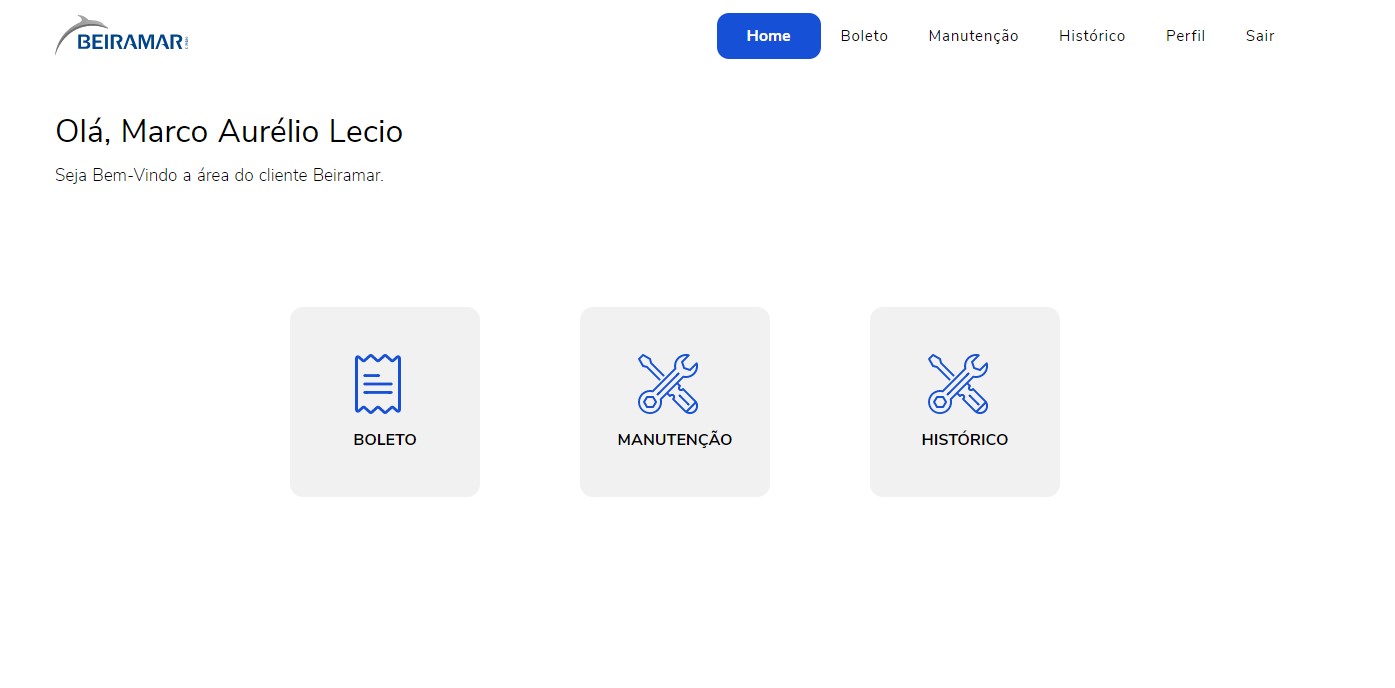 BEIRAMAR
Home Boleto Manutenção Histórico Perfil Sair
Olá, Marco Aurélio Lecio
Seja Bem-Vindo a área do cliente Beiramar.
BOLETO MANUTENÇÃO HISTÓRICO